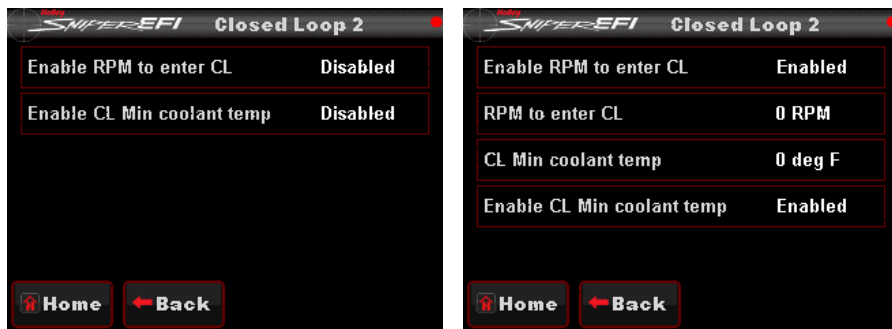 Holley
SNIPER EFI Closed Loop 2
Enable RPM to enter CL Disabled
Enable CL Min coolant temp Disabled
Home Back
Holley
SNIPER EFI Closed Loop 2
Enable RPM to enter CL Enabled
RPM to enter CL 0 RPM
CL Min coolant temp 0 deg F
Enable CL Min coolant temp Enabled
Home Back